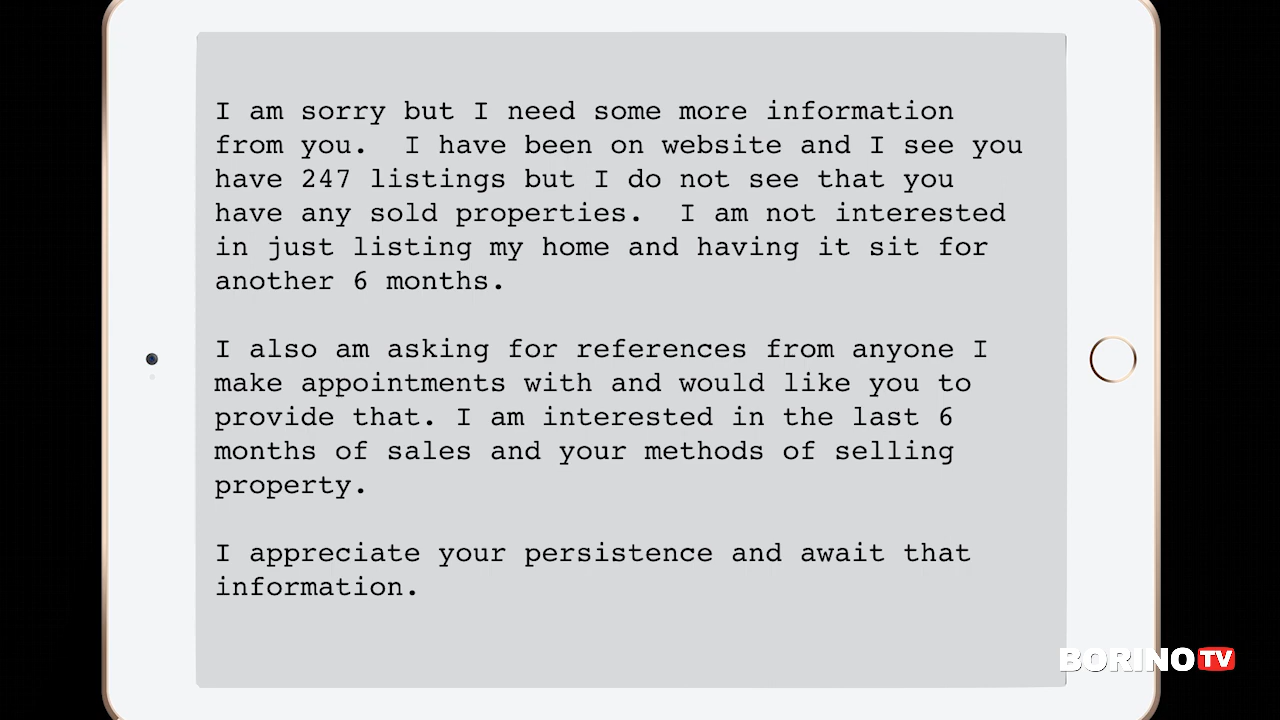 I am sorry but I need some more information
from you.  I have been on website and I see you
have 247 listings but I do not see that you
have any sold properties.  I am not interested
in just listing my home and having it sit for
another 6 months.

I also am asking for references from anyone I
make appointments with and would like you to
provide that. I am interested in the last 6
months of sales and your methods of selling
property.

I appreciate your persistence and await that
information.

BORINO TV